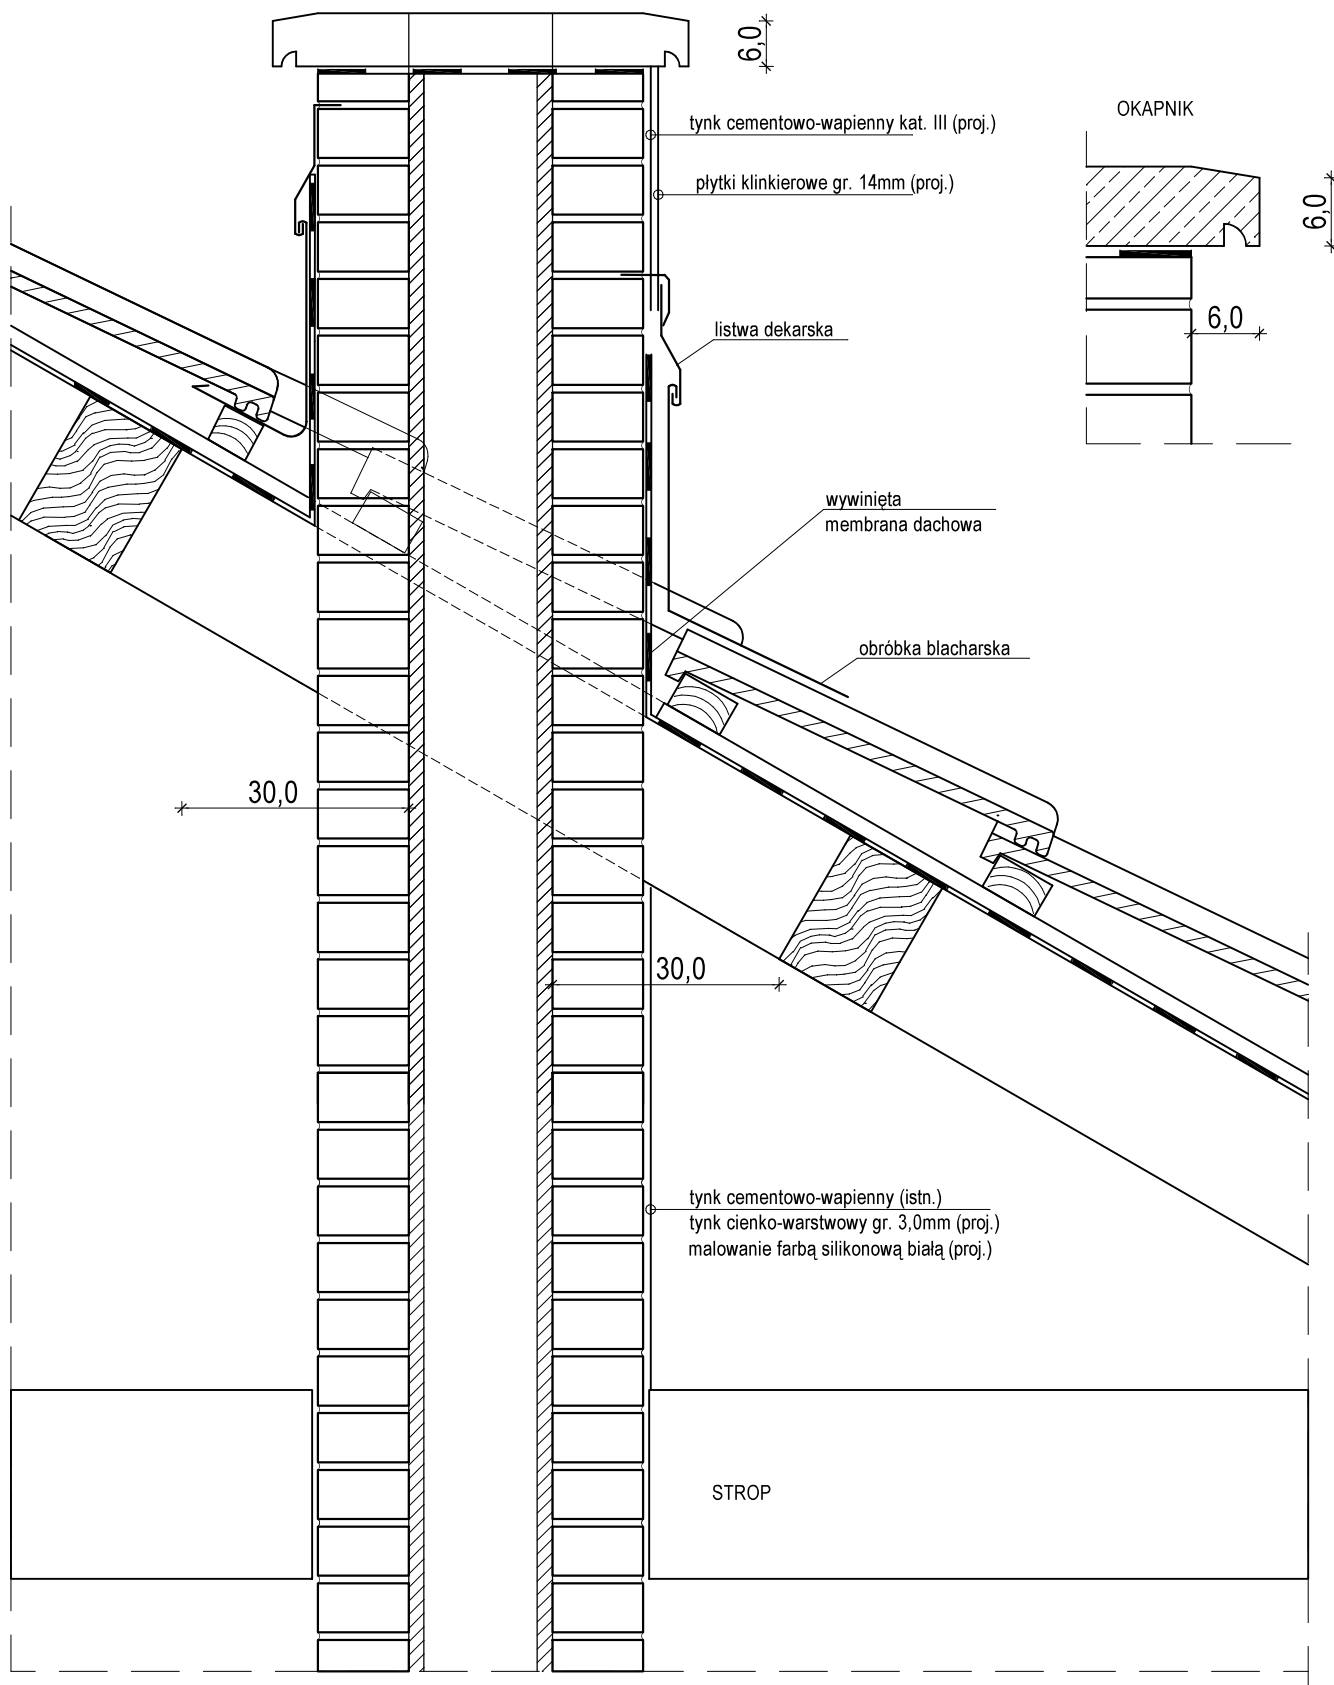 6,0
tynk cementowo-wapienny kat. III (proj.)
OKAPNIK
płytki klinkierowe gr. 14mm (proj.)
6,0
6,0
listwa dekarska
wywinięta
membrana dachowa
obróbka blacharska
30,0
30,0
tynk cementowo-wapienny (istn.)
tynk cienko-warstwowy gr. 3,0mm (proj.)
malowanie farbą silikonową białą (proj.)
STROP